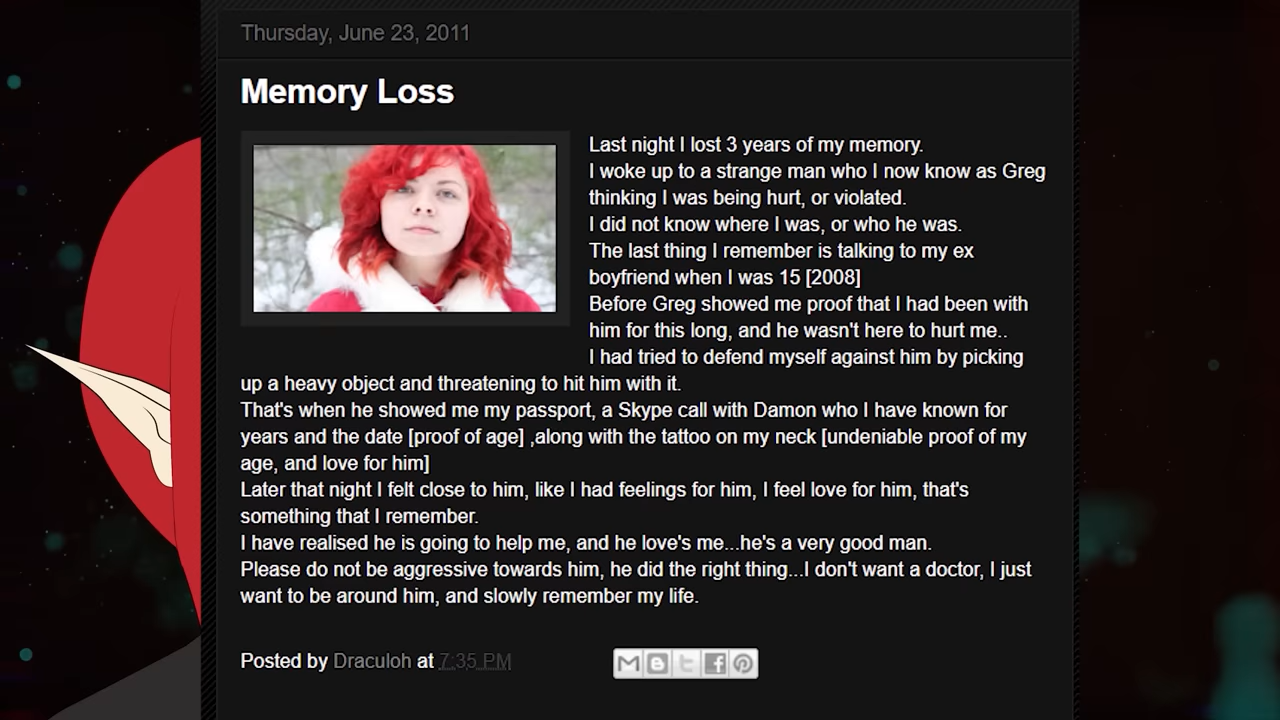 Thursday, June 23, 2011
Memory Loss
Last night I lost 3 years of my memory.
I woke up to a strange man who I now know as Greg
thinking I was being hurt, or violated.
I did not know where I was, or who he was.
The last thing I remember is talking to my ex
boyfriend when I was 15 [2008]
Before Greg showed me proof that I had been with
him for this long, and he wasn't here to hurt me..
I had tried to defend myself against him by picking
up a heavy object and threatening to hit him with it.
That's when he showed me my passport, a Skype call with Damon who I have known for
years and the date [proof of age] ,along with the tattoo on my neck [undeniable proof of my
age, and love for him]
Later that night I felt close to him, like I had feelings for him, I feel love for him, that's
something that I remember.
I have realised he is going to help me, and he love's me...he's a very good man.
Please do not be aggressive towards him, he did the right thing...I don't want a doctor, I just
want to be around him, and slowly remember my life.
Posted by Draculoh at 7:35 PM